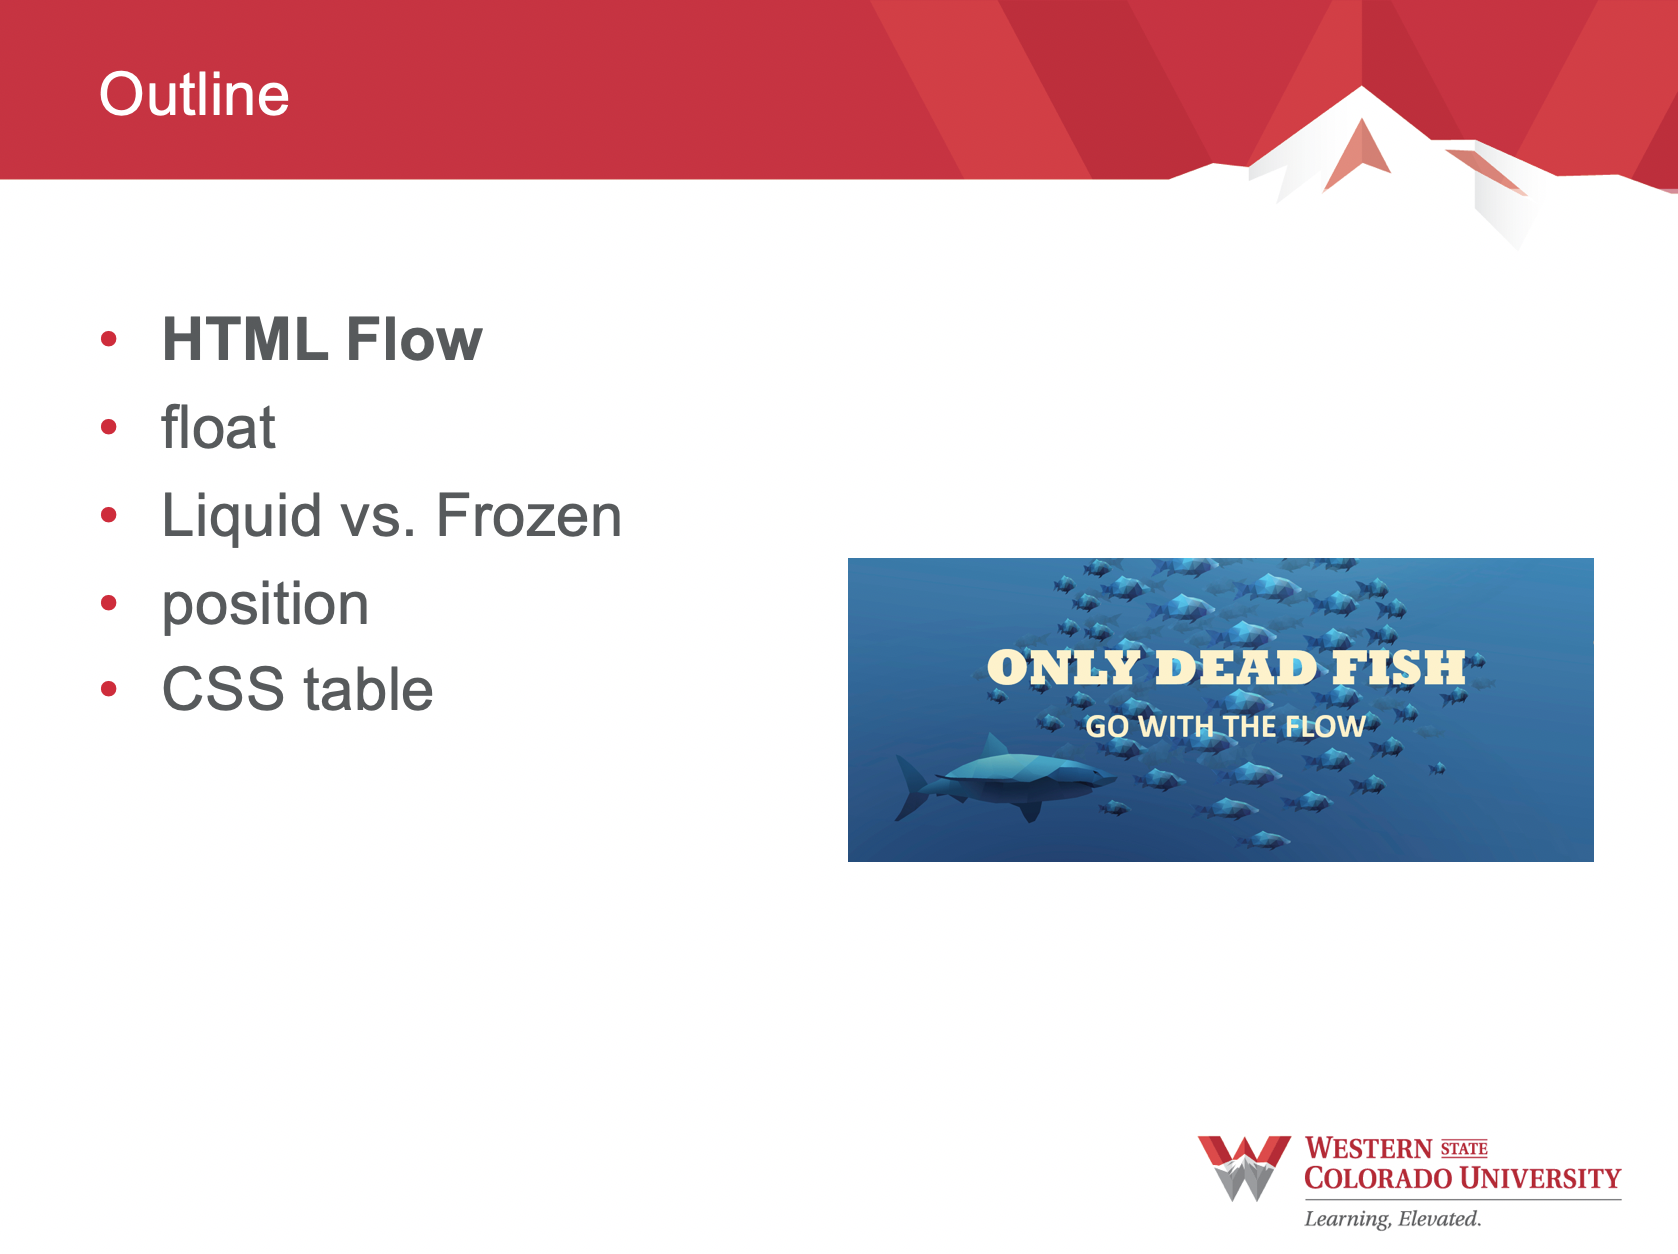 Outline
• HTML Flow
• float
• Liquid vs. Frozen
• position
• CSS table
ONLY DEAD FISH
GO WITH THE FLOW
WESTERN STATE
COLORADO UNIVERSITY
Learning, Elevated.